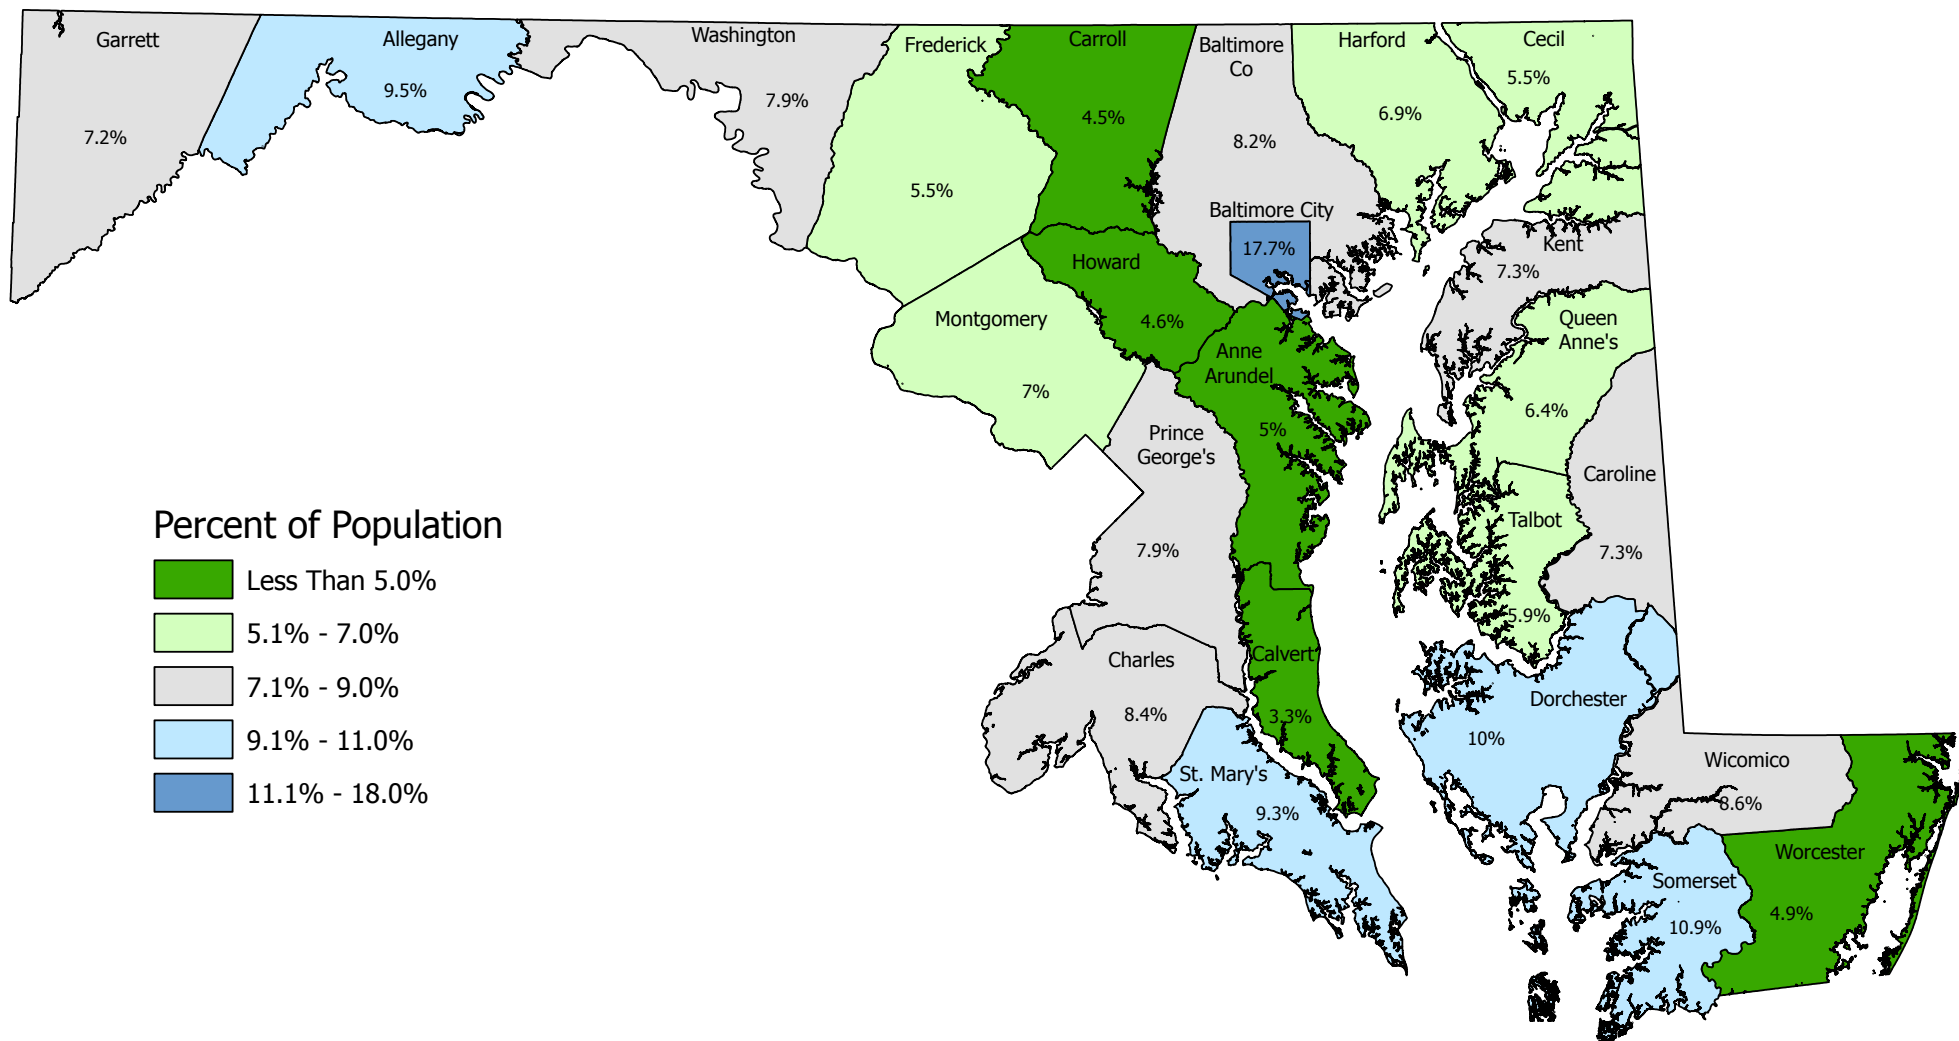 Garrett
7.2%
Allegany
9.5%
Washington
7.9%
Frederick
5.5%
Carroll
4.5%
Baltimore
Co
8.2%
Harford
6.9%
Cecil
5.5%
Baltimore City
17.7%
Howard
4.6%
Montgomery
7%
Anne
Arundel
5%
Kent
7.3%
Queen
Anne's
6.4%
Prince
George's
7.9%
Caroline
7.3%
Talbot
5.9%
Charles
8.4%
Calvert
3.3%
St. Mary's
9.3%
Dorchester
10%
Wicomico
8.6%
Somerset
10.9%
Worcester
4.9%
Percent of Population
Less Than 5.0%
5.1% - 7.0%
7.1% - 9.0%
9.1% - 11.0%
11.1% - 18.0%